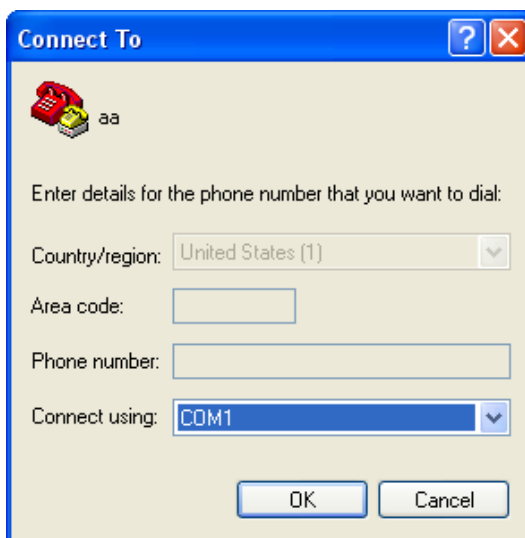 Connect To
aa
Enter details for the phone number that you want to dial:
Country/region: United States (1)
Area code:
Phone number:
Connect using: COM1
OK Cancel